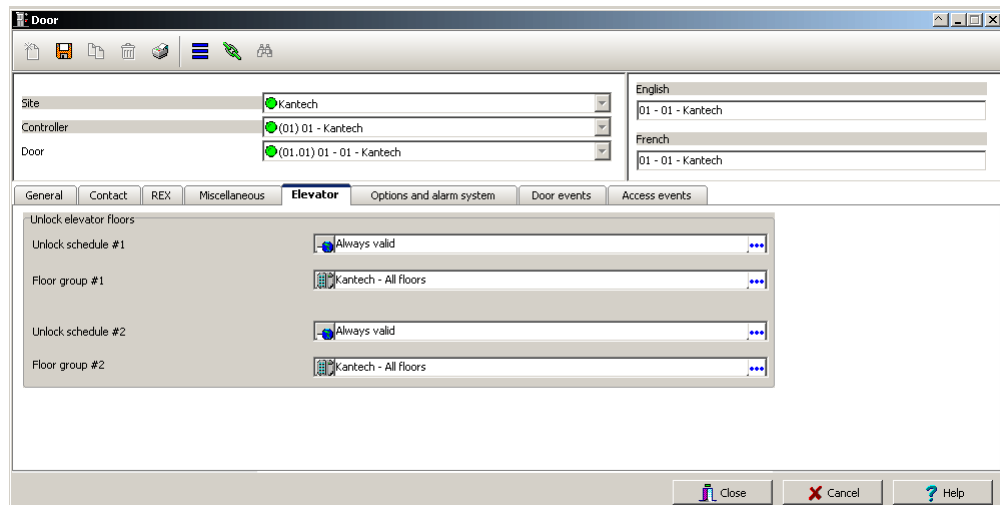 Door
Site
Kantech
Controller
(01) 01 - Kantech
Door
(01.01) 01 - 01 - Kantech
English
01 - 01 - Kantech
French
01 - 01 - Kantech
General Contact REX Miscellaneous Elevator Options and alarm system Door events Access events
Unlock elevator floors
Unlock schedule #1
Always valid
Floor group #1
Kantech - All floors
Unlock schedule #2
Always valid
Floor group #2
Kantech - All floors
Close Cancel Help